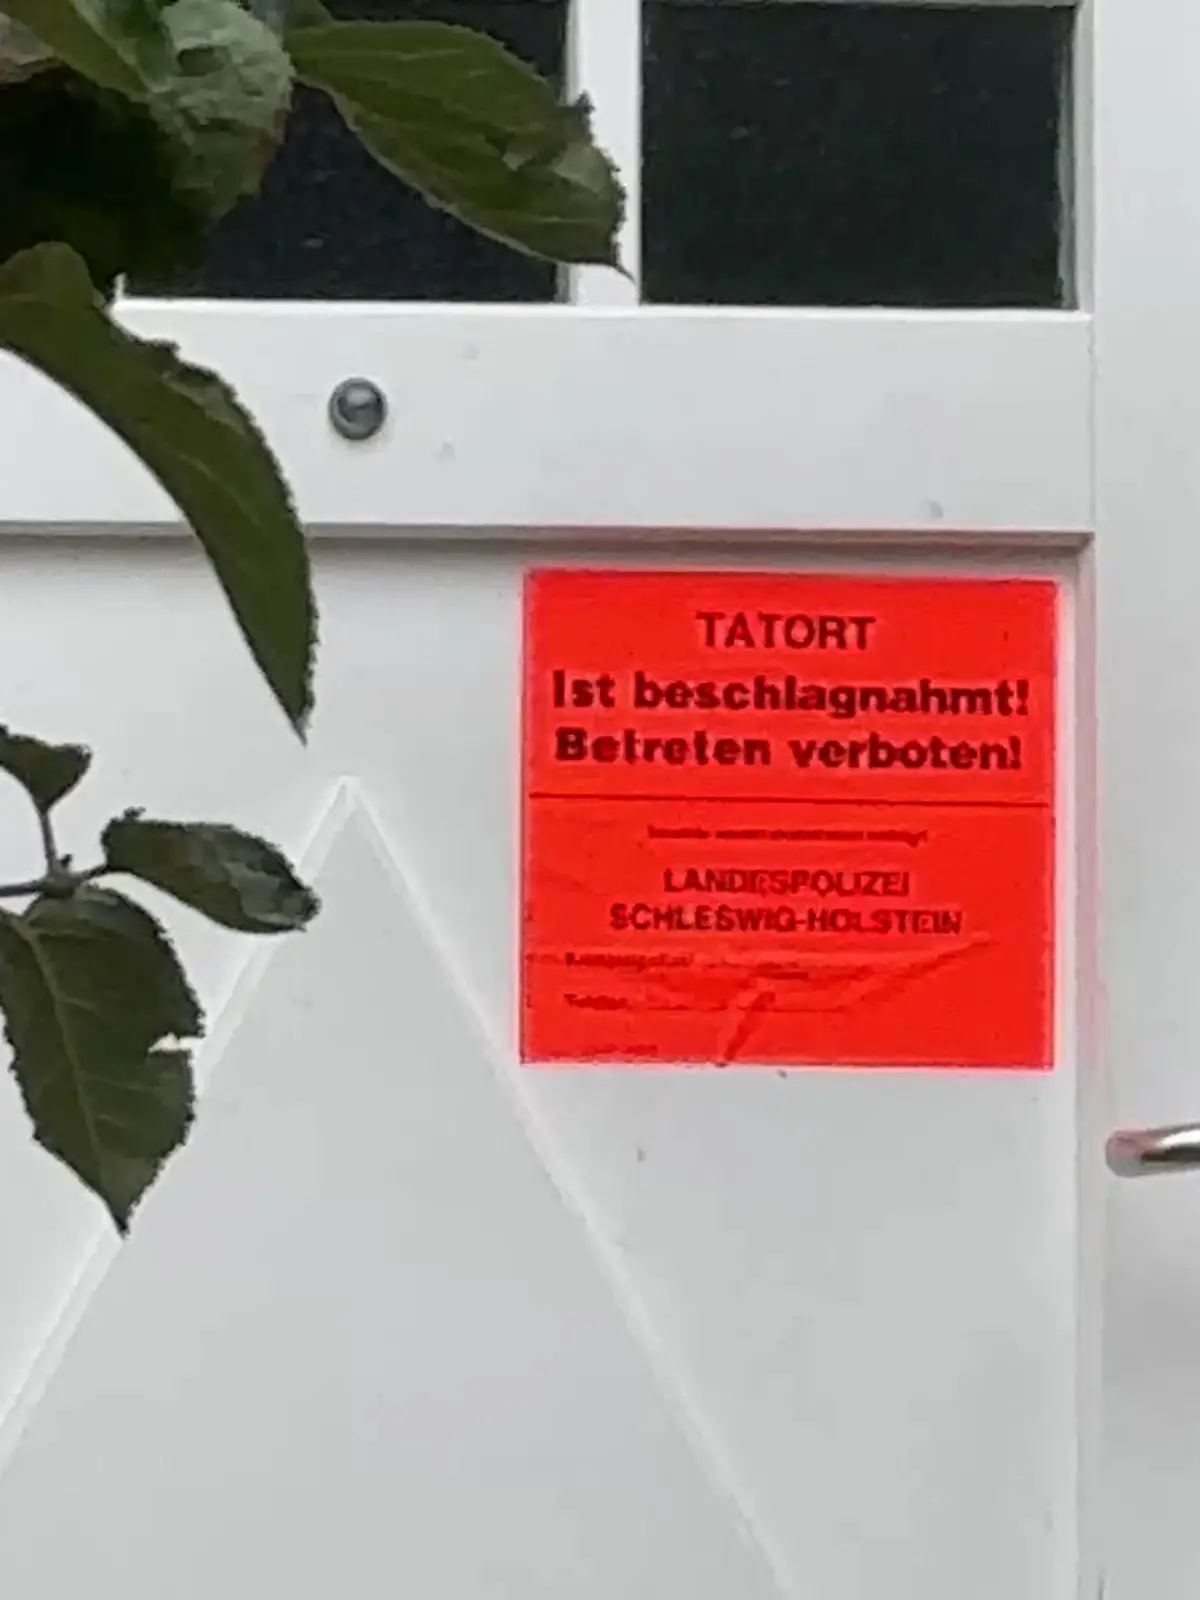 TATORT
Ist beschlagnahmt!
Betreten verboten!
LANDESPOLIZEI
SCHLESWIG-HOLSTEIN